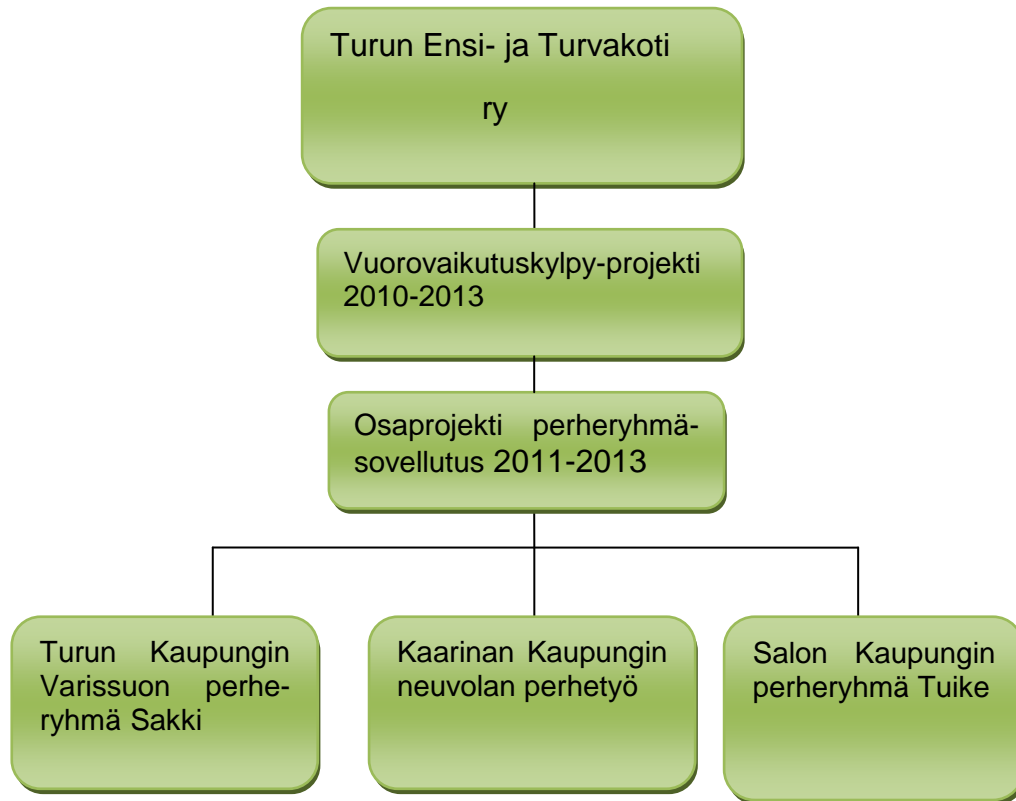 Turun Ensi- ja Turvakoti
ry
Vuorovaikutuskylpy-projekti
2010-2013
Osaprojekti perheryhmä-
sovellutus 2011-2013
Turun Kaupungin
Varissuon perhe-
ryhmä Sakki
Kaarinan Kaupungin
neuvolan perhetyö
Salon Kaupungin
perheryhmä Tuike